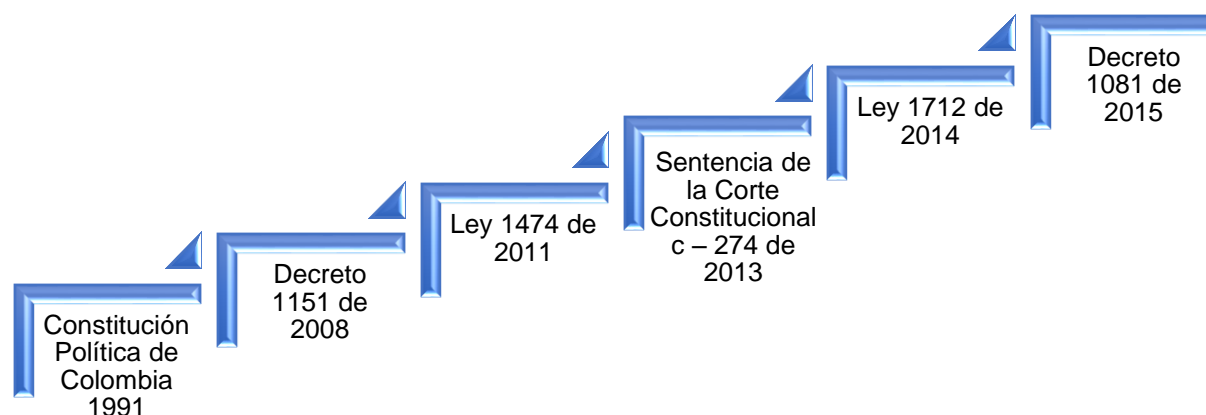 Constitución
Política de
Colombia
1991
Decreto
1151 de
2008
Ley 1474 de
2011
Sentencia de
la Corte
Constitucional
c – 274 de
2013
Ley 1712 de
2014
Decreto
1081 de
2015